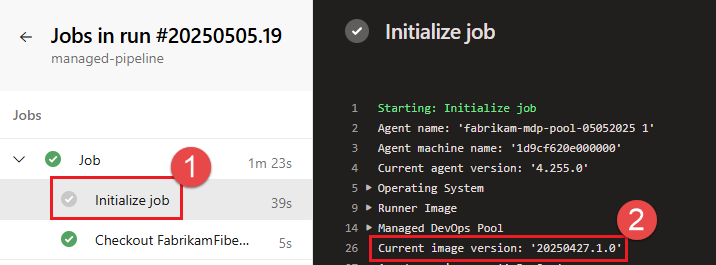 Jobs in run #20250505.19
managed-pipeline
Jobs
Job
1m 23s
1
Initialize job
39s
Checkout FabrikamFibe...
5s
Initialize job
1 Starting: Initialize job
2 Agent name: 'fabrikam-mdp-pool-05052025 1'
3 Agent machine name: '1d9cf620e000000'
4 Current agent version: '4.255.0'
5 Operating System
9 Runner Image
14 Managed DevOps Pool
2
26 Current image version: '20250427.1.0'